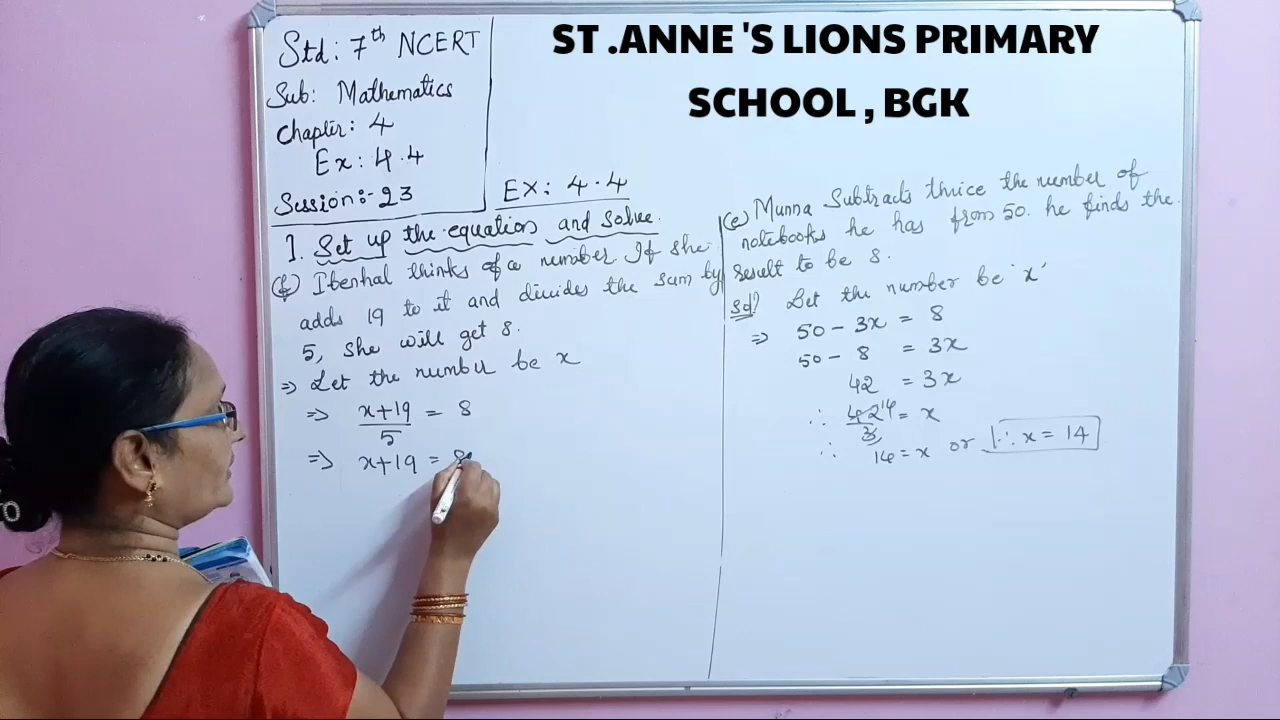 ST .ANNE 'S LIONS PRIMARY
SCHOOL , BGK
Std: 7th NCERT
Sub: Mathematics
Chapter: 4
Ex: 4.4
Session:-23
EX: 4.4
1. Set up the equation and solve.
(f) Ibenhal thinks of a number. If she
adds 19 to it and divides the sum by
5, she will get 8.
⇒ Let the number be x
⇒ x+19/5 = 8
⇒ x+19 = 8
(e) Munna Subtracts thrice the number of
notebooks he has from 50. he finds the
result to be 8.
Sol? Let the number be 'x'
⇒ 50 - 3x = 8
50 - 8 = 3x
42 = 3x
∴ 42 14/3 = x
∴ 14 = x or ∴ x = 14